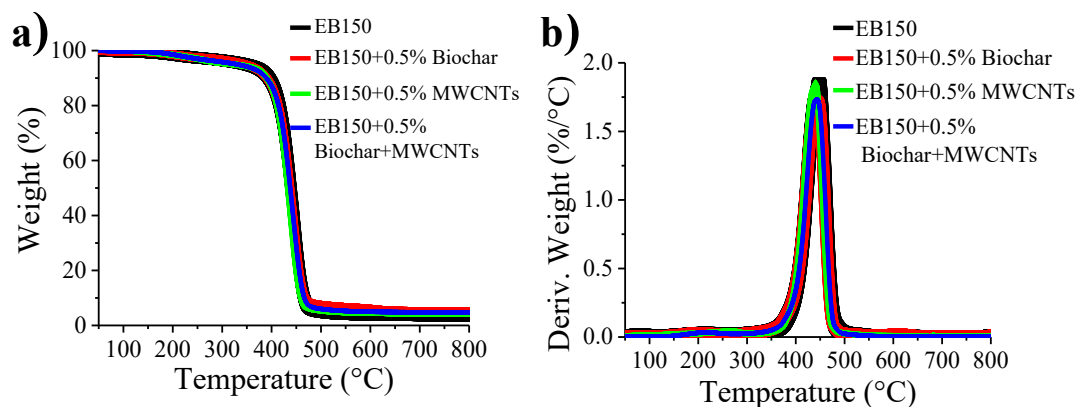 a)
EB150
EB150+0.5% Biochar
EB150+0.5% MWCNTs
EB150+0.5%
Biochar+MWCNTs
100
80
60
40
20
0
Weight (%)
100 200 300 400 500 600 700 800
Temperature (°C)
b)
EB150
EB150+0.5% Biochar
EB150+0.5% MWCNTs
EB150+0.5%
Biochar+MWCNTs
2.0
1.5
1.0
0.5
0.0
Deriv. Weight (%/°C)
100 200 300 400 500 600 700 800
Temperature (°C)